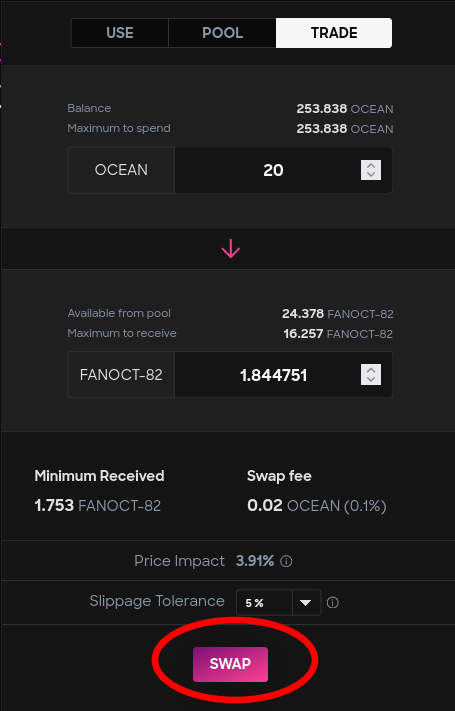 USE POOL TRADE
Balance 253.838 OCEAN
Maximum to spend 253.838 OCEAN
OCEAN 20
Available from pool 24.378 FANOCT-82
Maximum to receive 16.257 FANOCT-82
FANOCT-82 1.844751
Minimum Received Swap fee
1.753 FANOCT-82 0.02 OCEAN (0.1%)
Price Impact 3.91%
Slippage Tolerance 5 %
SWAP